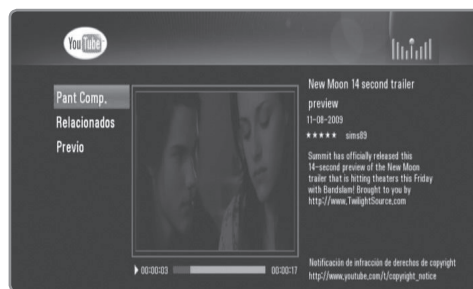 YouTube
Pant Comp.
Relacionados
Previo
New Moon 14 second trailer
preview
11-08-2009
★★★★★ sims89
Summit has officially released this
14-second preview of the New Moon
trailer that is hitting theaters this Friday
with Bandslam! Brought to you by
http://www.TwilightSource.com
00:00:03 00:00:17
Notificación de infracción de derechos de copyright
http://www.youtube.com/t/copyright_notice